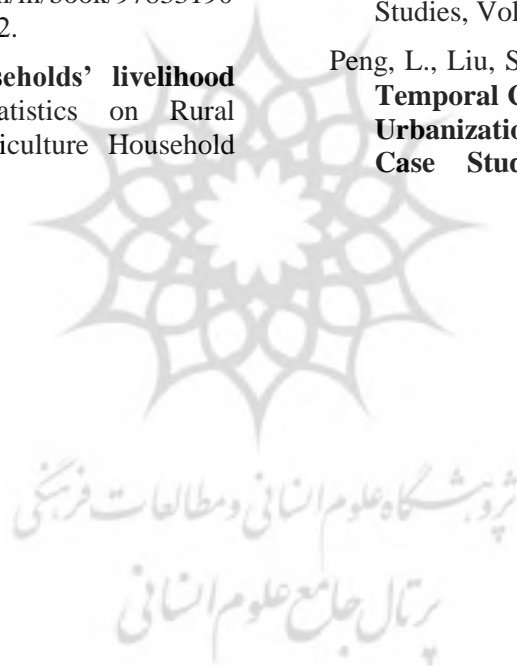 m/m/book/97833190
2.
seholds’ livelihood
atistics on Rural
iculture Household
Studies, Vol
Peng, L., Liu, S
Temporal C
Urbanizatio
Case Stud
پژوهشگاه علوم انسانی و مطالعات فرهنگی
پرتال جامع علوم انسانی